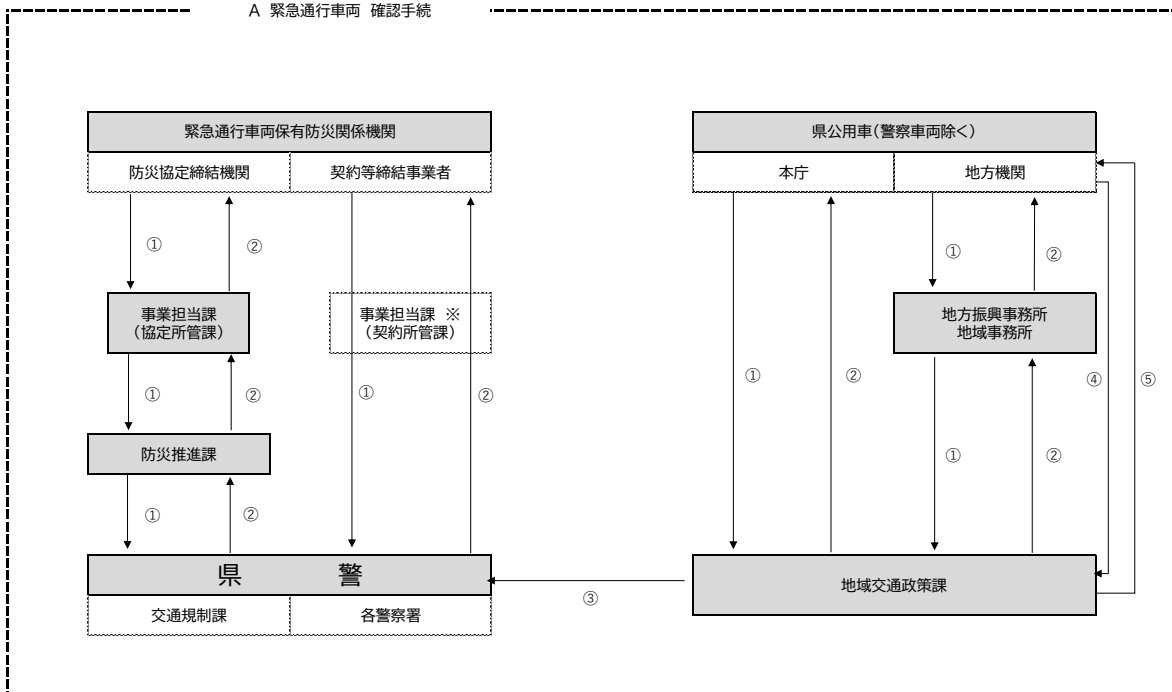 A 緊急通行車両 確認手続
緊急通行車両保有防災関係機関
防災協定締結機関
契約等締結事業者
①
②
事業担当課
（協定所管課）
事業担当課 ※
（契約所管課）
①
②
①
②
防災推進課
①
②
県 警
交通規制課
各警察署
③
県公用車（警察車両除く）
本庁
地方機関
①
②
地方振興事務所
地域事務所
①
②
④
⑤
①
②
地域交通政策課